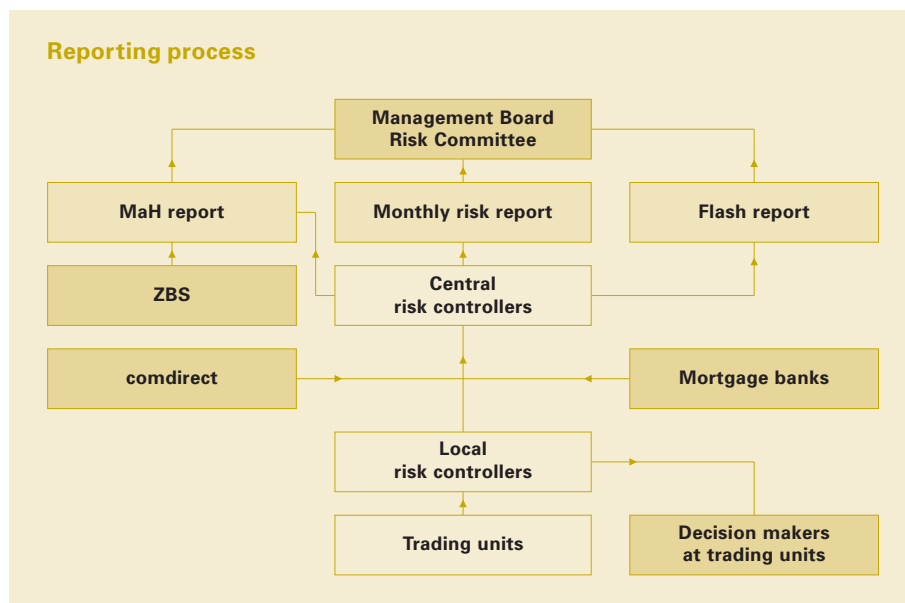 Reporting process
Management Board
Risk Committee
MaH report
Monthly risk report
Flash report
ZBS
Central
risk controllers
comdirect
Mortgage banks
Local
risk controllers
Trading units
Decision makers
at trading units